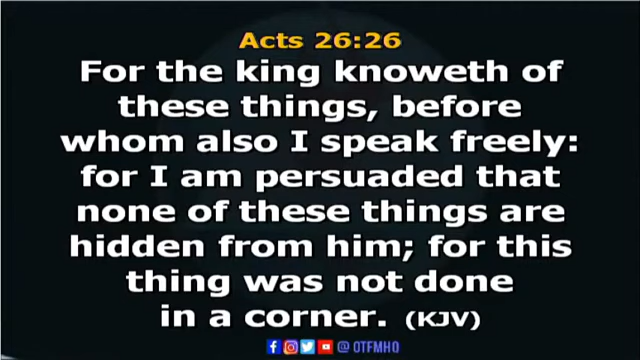 Acts 26:26
For the king knoweth of
these things, before
whom also I speak freely:
for I am persuaded that
none of these things are
hidden from him; for this
thing was not done
in a corner. (KJV)
@ OTFMHQ